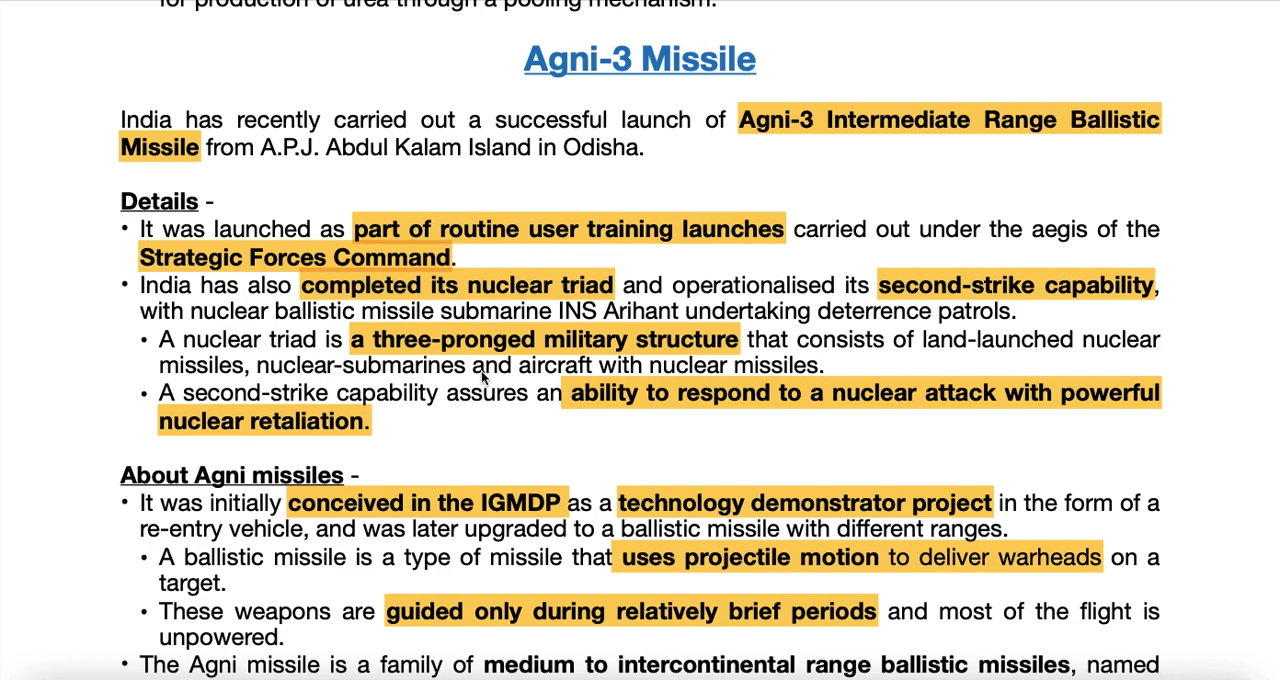 for production of urea through a pooling mechanism.
Agni-3 Missile
India has recently carried out a successful launch of Agni-3 Intermediate Range Ballistic
Missile from A.P.J. Abdul Kalam Island in Odisha.
Details -
• It was launched as part of routine user training launches carried out under the aegis of the
Strategic Forces Command.
• India has also completed its nuclear triad and operationalised its second-strike capability,
with nuclear ballistic missile submarine INS Arihant undertaking deterrence patrols.
• A nuclear triad is a three-pronged military structure that consists of land-launched nuclear
missiles, nuclear-submarines and aircraft with nuclear missiles.
• A second-strike capability assures an ability to respond to a nuclear attack with powerful
nuclear retaliation.
About Agni missiles -
• It was initially conceived in the IGMDP as a technology demonstrator project in the form of a
re-entry vehicle, and was later upgraded to a ballistic missile with different ranges.
• A ballistic missile is a type of missile that uses projectile motion to deliver warheads on a
target.
• These weapons are guided only during relatively brief periods and most of the flight is
unpowered.
• The Agni missile is a family of medium to intercontinental range ballistic missiles, named